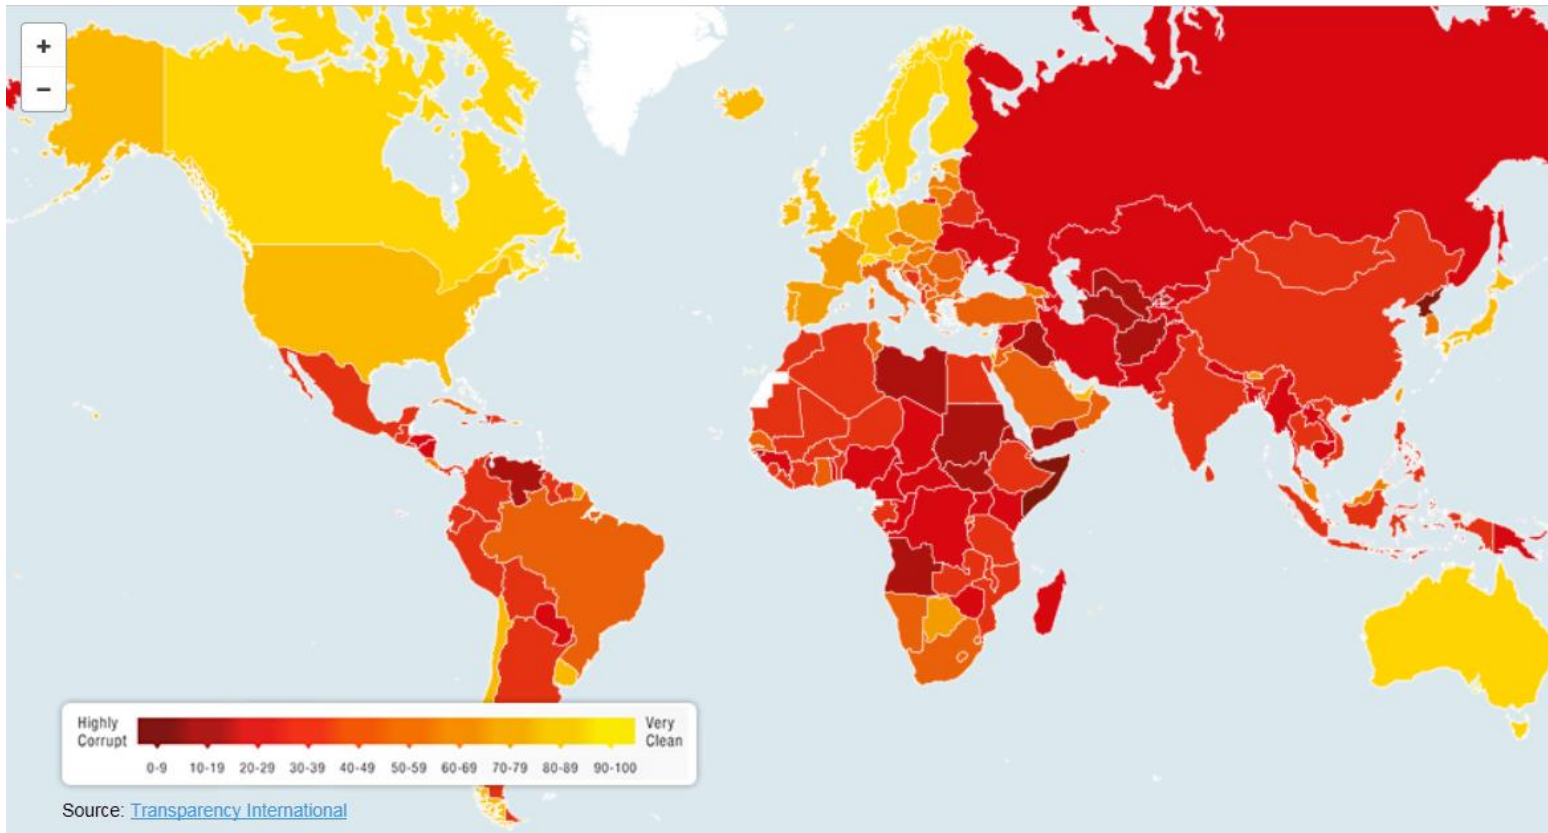 +
−
Highly
Corrupt
Very
Clean
0-9 10-19 20-29 30-39 40-49 50-59 60-69 70-79 80-89 90-100
Source: Transparency International